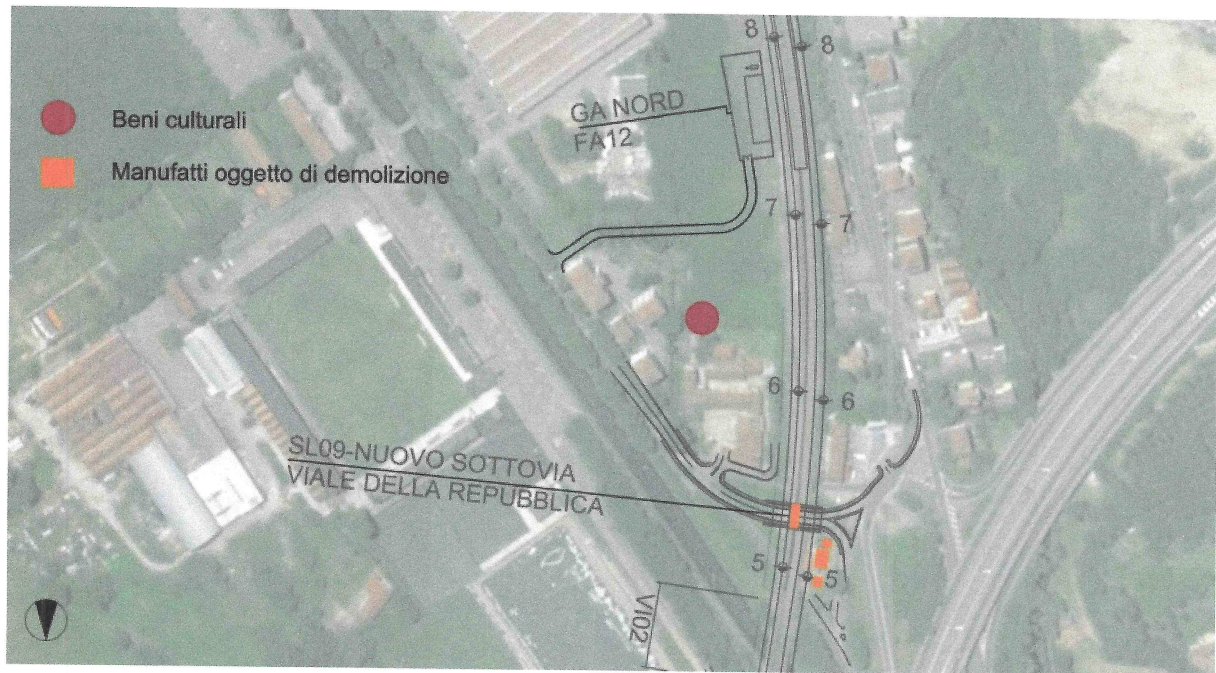 8
8
GA NORD
FA12
Beni culturali
Manufatti oggetto di demolizione
7
7
6
6
SL09-NUOVO SOTTOVIA
VIALE DELLA REPUBBLICA
5
5
VI02